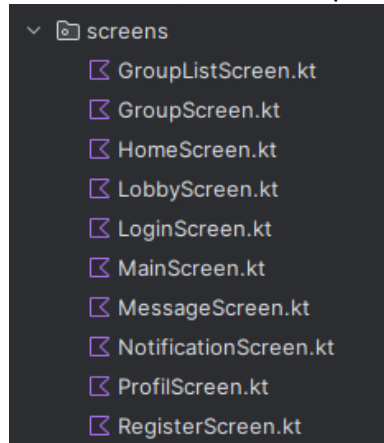 screens
GroupListScreen.kt
GroupScreen.kt
HomeScreen.kt
LobbyScreen.kt
LoginScreen.kt
MainScreen.kt
MessageScreen.kt
NotificationScreen.kt
ProfilScreen.kt
RegisterScreen.kt